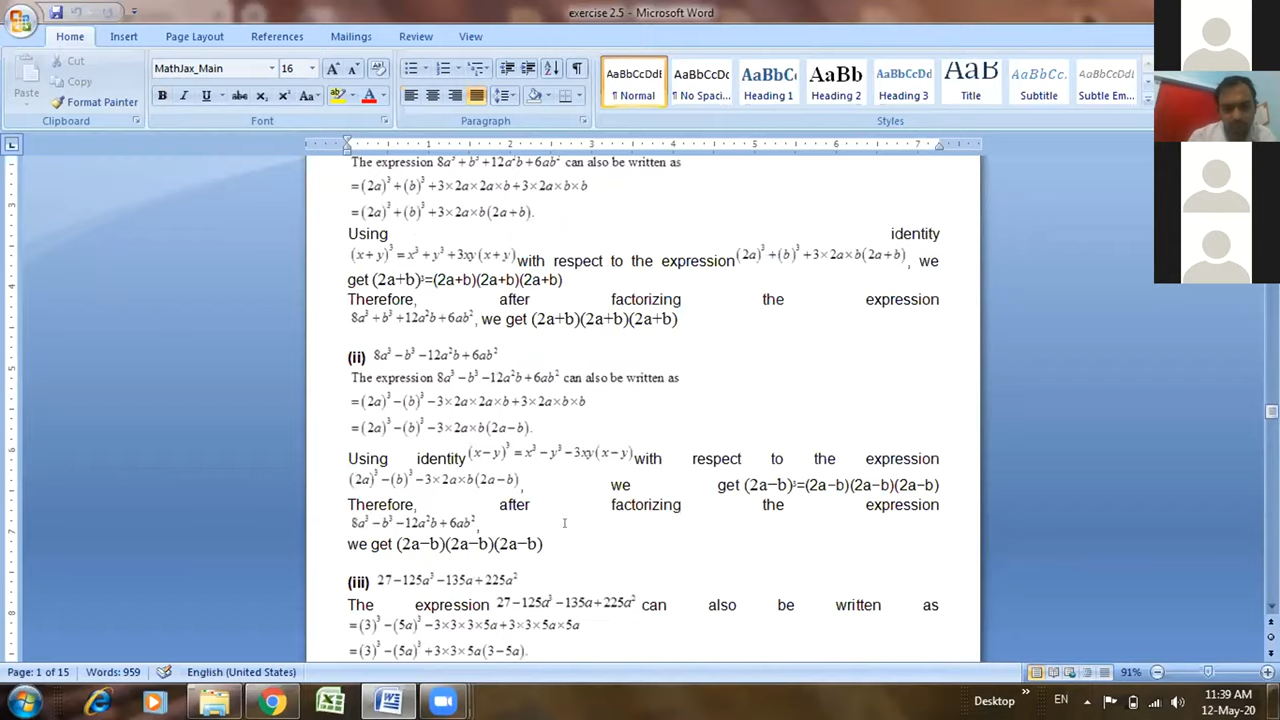 exercise 2.5 - Microsoft Word
Home Insert Page Layout References Mailings Review View
Paste
Cut
Copy
Format Painter
Clipboard
MathJax_Main 16
Font
Paragraph
AaBbCcDdE AaBbCcDc AaBbC AaBb AaBbCcDd AaB AaBbCc. AaBbCcDc
¶ Normal ¶ No Spaci... Heading 1 Heading 2 Heading 3 Title Subtitle Subtle Em...
Styles
The expression 8a³ + b³ +12a²b + 6ab² can also be written as
= (2a)³ + (b)³ + 3×2a×2a×b + 3×2a×b×b
= (2a)³ + (b)³ + 3×2a×b(2a+b).
Using identity
(x+y)³ = x³ + y³ + 3xy(x+y) with respect to the expression (2a)³ + (b)³ + 3×2a×b(2a+b), we
get (2a+b)³=(2a+b)(2a+b)(2a+b)
Therefore, after factorizing the expression
8a³ + b³ +12a²b + 6ab², we get (2a+b)(2a+b)(2a+b)
(ii) 8a³ − b³ −12a²b + 6ab²
The expression 8a³ − b³ −12a²b + 6ab² can also be written as
= (2a)³ − (b)³ − 3×2a×2a×b + 3×2a×b×b
= (2a)³ − (b)³ − 3×2a×b(2a−b).
Using identity (x−y)³ = x³ − y³ − 3xy(x−y) with respect to the expression
(2a)³ − (b)³ − 3×2a×b(2a−b), we get (2a−b)³=(2a−b)(2a−b)(2a−b)
Therefore, after factorizing the expression
8a³ − b³ −12a²b + 6ab²,
we get (2a−b)(2a−b)(2a−b)
(iii) 27−125a³ −135a + 225a²
The expression 27−125a³ −135a + 225a² can also be written as
= (3)³ − (5a)³ − 3×3×3×5a + 3×3×5a×5a
= (3)³ − (5a)³ + 3×3×5a(3−5a).
Page: 1 of 15 Words: 959 English (United States) 91%
Desktop EN 11:39 AM
12-May-20